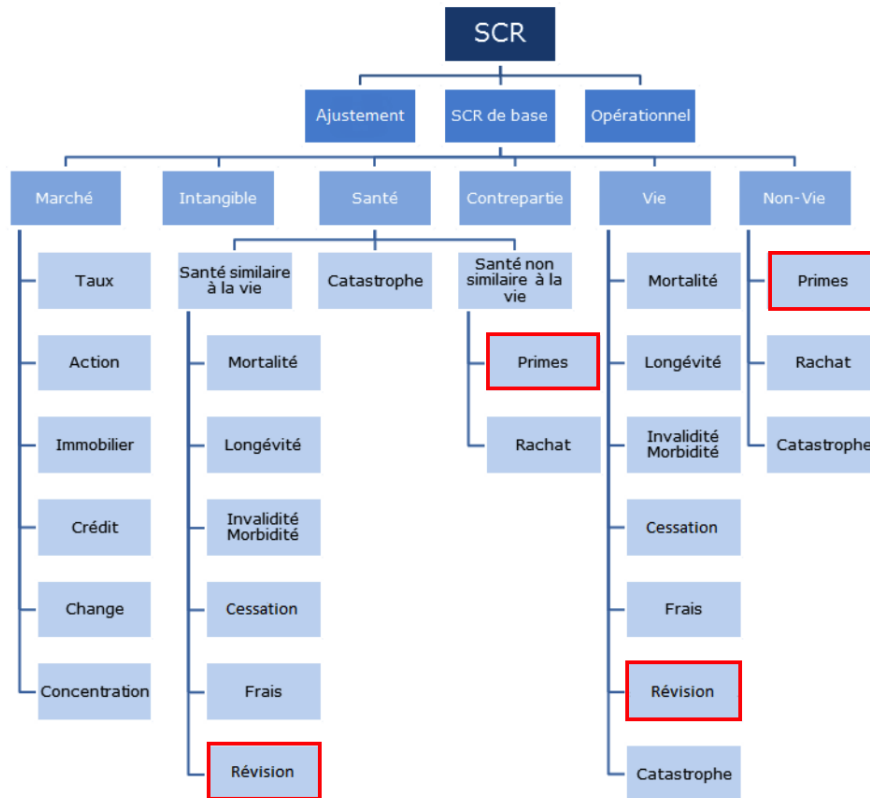 SCR
Ajustement
SCR de base
Opérationnel
Marché
Intangible
Santé
Contrepartie
Vie
Non-Vie
Taux
Santé similaire
à la vie
Catastrophe
Santé non
similaire à la
vie
Mortalité
Primes
Action
Mortalité
Primes
Longévité
Rachat
Immobilier
Longévité
Rachat
Invalidité
Morbidité
Catastrophe
Crédit
Invalidité
Morbidité
Cessation
Change
Cessation
Frais
Concentration
Frais
Révision
Révision
Catastrophe